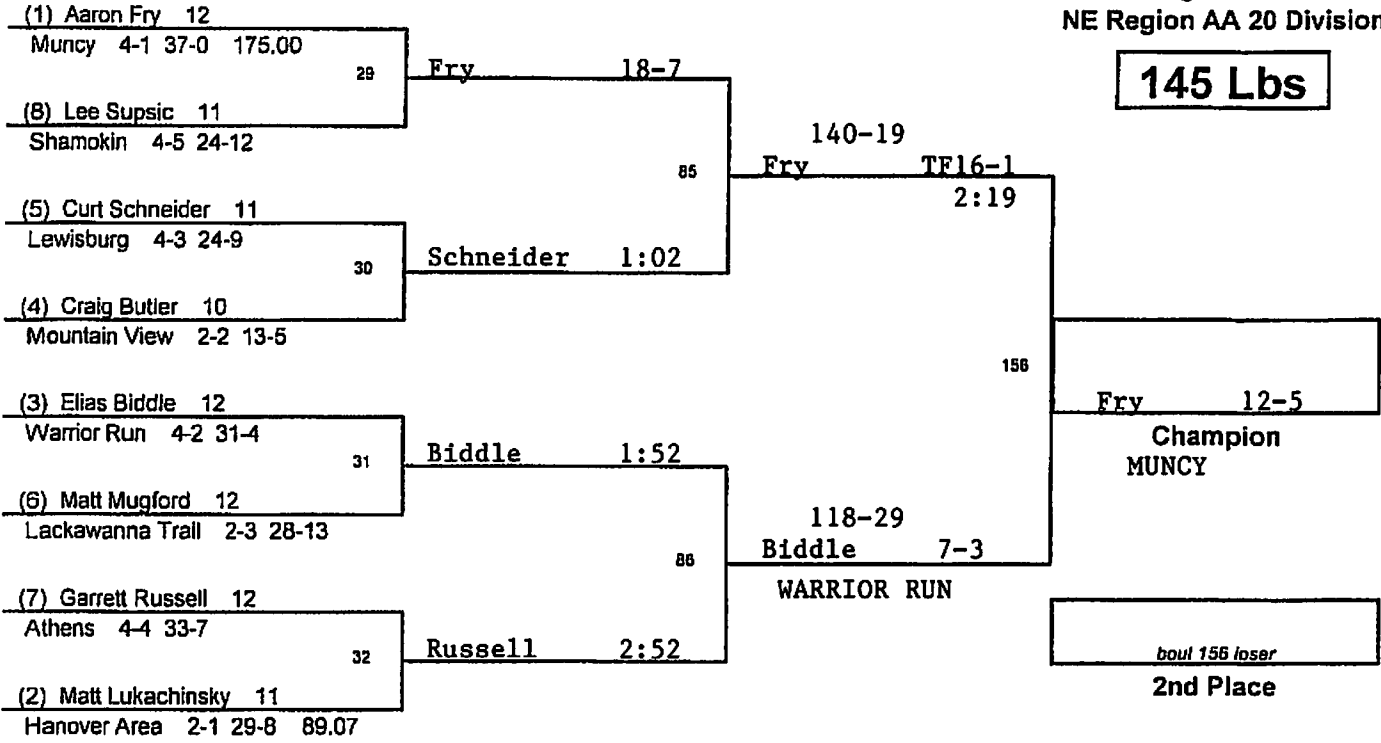 NE Region AA 20 Division
145 Lbs
(1) Aaron Fry 12
Muncy 4-1 37-0 175.00
29
Fry 18-7
(8) Lee Supsic 11
Shamokin 4-5 24-12
140-19
85
Fry TF16-1
2:19
(5) Curt Schneider 11
Lewisburg 4-3 24-9
30
Schneider 1:02
(4) Craig Butler 10
Mountain View 2-2 13-5
156
Fry 12-5
Champion
MUNCY
(3) Elias Biddle 12
Warrior Run 4-2 31-4
31
Biddle 1:52
(6) Matt Mugford 12
Lackawanna Trail 2-3 28-13
118-29
86
Biddle 7-3
WARRIOR RUN
(7) Garrett Russell 12
Athens 4-4 33-7
32
Russell 2:52
(2) Matt Lukachinsky 11
Hanover Area 2-1 29-8 89.07
bout 156 loser
2nd Place